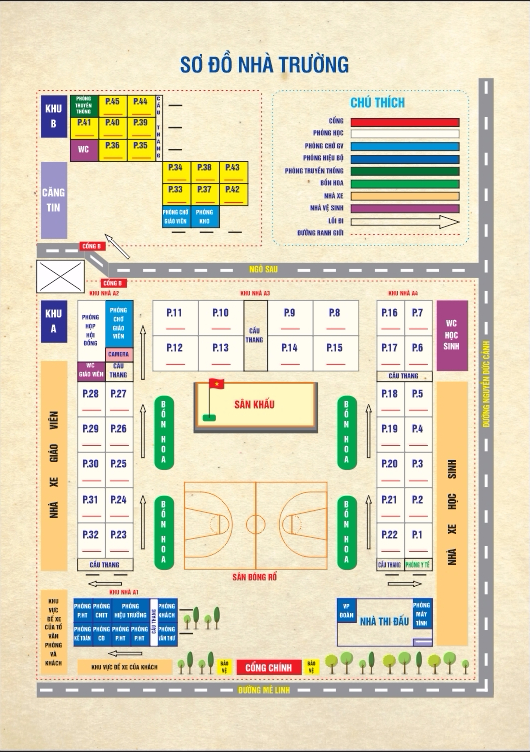 SƠ ĐỒ NHÀ TRƯỜNG
KHU
B
PHÒNG
TRUYỀN
THỐNG
P.45
P.44
P.41
P.40
P.39
WC
P.36
P.35
CẦU THANG
P.34
P.38
P.43
P.33
P.37
P.42
PHÒNG CHỜ
GIÁO VIÊN
PHÒNG
KHO
CĂNG
TIN
CHÚ THÍCH
CỔNG
PHÒNG HỌC
PHÒNG CHỜ GV
PHÒNG HIỆU BỘ
PHÒNG TRUYỀN THỐNG
BỒN HOA
NHÀ XE
NHÀ VỆ SINH
LỐI ĐI
ĐƯỜNG RANH GIỚI
CỔNG B
NGÕ SAU
CỔNG B
KHU NHÀ A2
KHU NHÀ A3
KHU NHÀ A4
KHU
A
PHÒNG
HỌP
HỘI
ĐỒNG
PHÒNG
CHỜ
GIÁO
VIÊN
CAMERA
WC
GIÁO VIÊN
CẦU
THANG
P.11
P.10
CẦU
THANG
P.9
P.8
P.12
P.13
P.14
P.15
P.16
P.7
P.17
P.6
CẦU THANG
WC
HỌC
SINH
ĐƯỜNG NGUYỄN ĐỨC CẢNH
NHÀ XE GIÁO VIÊN
P.28
P.27
P.29
P.26
P.30
P.25
P.31
P.24
P.32
P.23
CẦU THANG
BỒN HOA
BỒN HOA
SÂN KHẤU
BỒN HOA
BỒN HOA
P.18
P.5
P.19
P.4
P.20
P.3
P.21
P.2
P.22
P.1
CẦU THANG
PHÒNG Y TẾ
NHÀ XE HỌC SINH
SÂN BÓNG RỔ
KHU NHÀ A1
KHU
VỰC
ĐỂ XE
CỦA TỔ
VĂN
PHÒNG
VÀ
KHÁCH
PHÒNG
P.HT
PHÒNG
CNTT
PHÒNG
HIỆU TRƯỞNG
CẦU THANG
PHÒNG
KHÁCH
PHÒNG
KẾ TOÁN
PHÒNG
CĐ
PHÒNG
P.HT
PHÒNG
P.HT
PHÒNG
VĂN THƯ
VP
ĐOÀN
NHÀ THI ĐẤU
PHÒNG
MÁY
TÍNH
KHU VỰC ĐỂ XE CỦA KHÁCH
BẢO
VỆ
CỔNG CHÍNH
BẢO
VỆ
ĐƯỜNG MÊ LINH